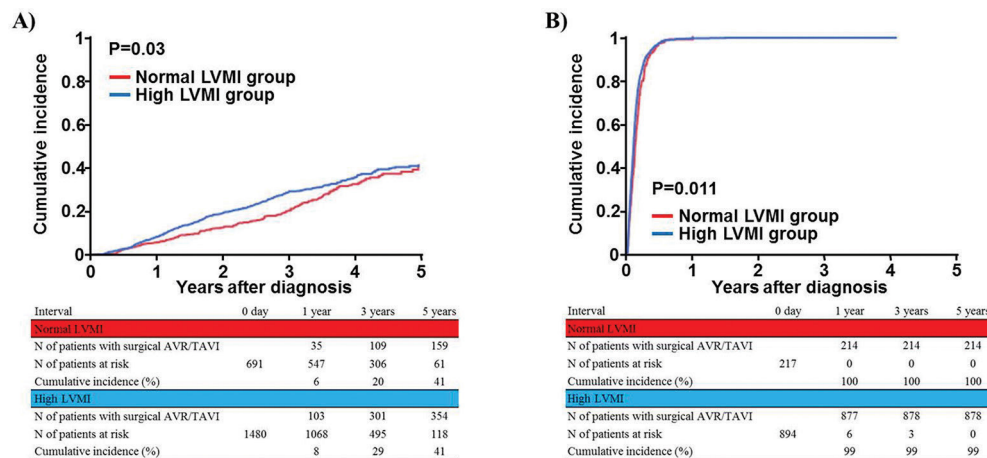 A)
P=0.03
Normal LVMI group
High LVMI group
Cumulative incidence
1
0.8
0.6
0.4
0.2
0
0 1 2 3 4 5
Years after diagnosis
Interval 0 day 1 year 3 years 5 years
Normal LVMI
N of patients with surgical AVR/TAVI 35 109 159
N of patients at risk 691 547 306 61
Cumulative incidence (%) 6 20 41
High LVMI
N of patients with surgical AVR/TAVI 103 301 354
N of patients at risk 1480 1068 495 118
Cumulative incidence (%) 8 29 41
B)
Cumulative incidence
1
0.8
0.6
0.4
0.2
0
P=0.011
Normal LVMI group
High LVMI group
0 1 2 3 4 5
Years after diagnosis
Interval 0 day 1 year 3 years 5 years
Normal LVMI
N of patients with surgical AVR/TAVI 214 214 214
N of patients at risk 217 0 0 0
Cumulative incidence (%) 100 100 100
High LVMI
N of patients with surgical AVR/TAVI 877 878 878
N of patients at risk 894 6 3 0
Cumulative incidence (%) 99 99 99